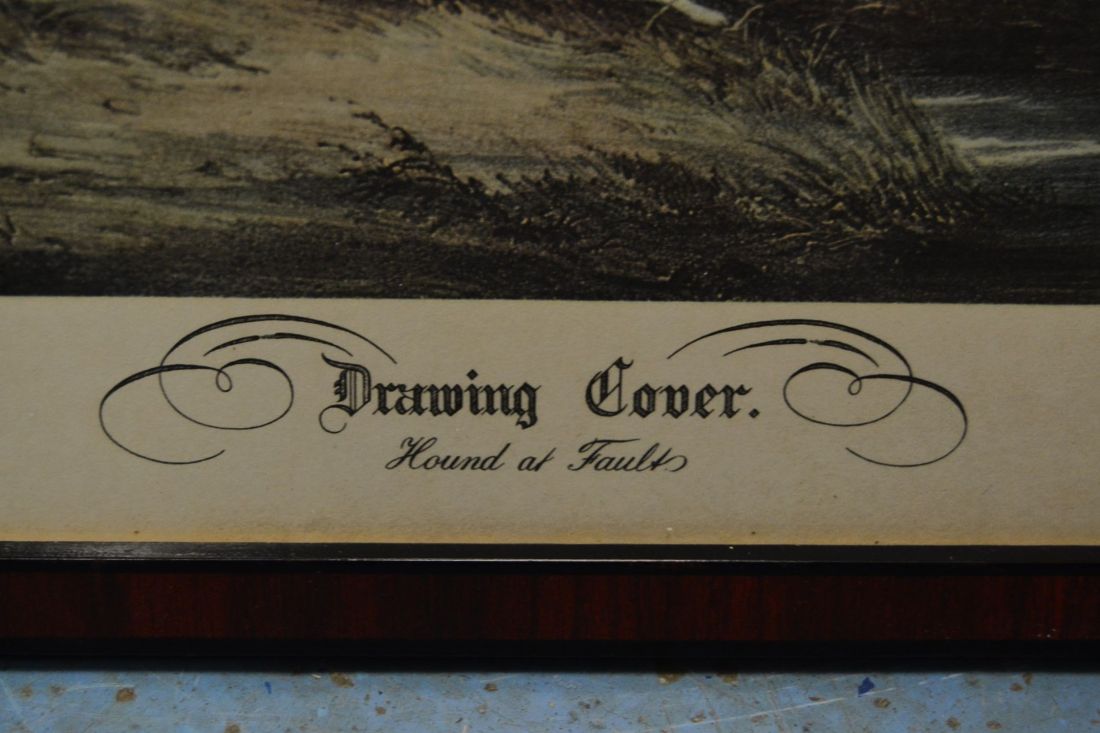 Drawing Cover.
Hound at Fault